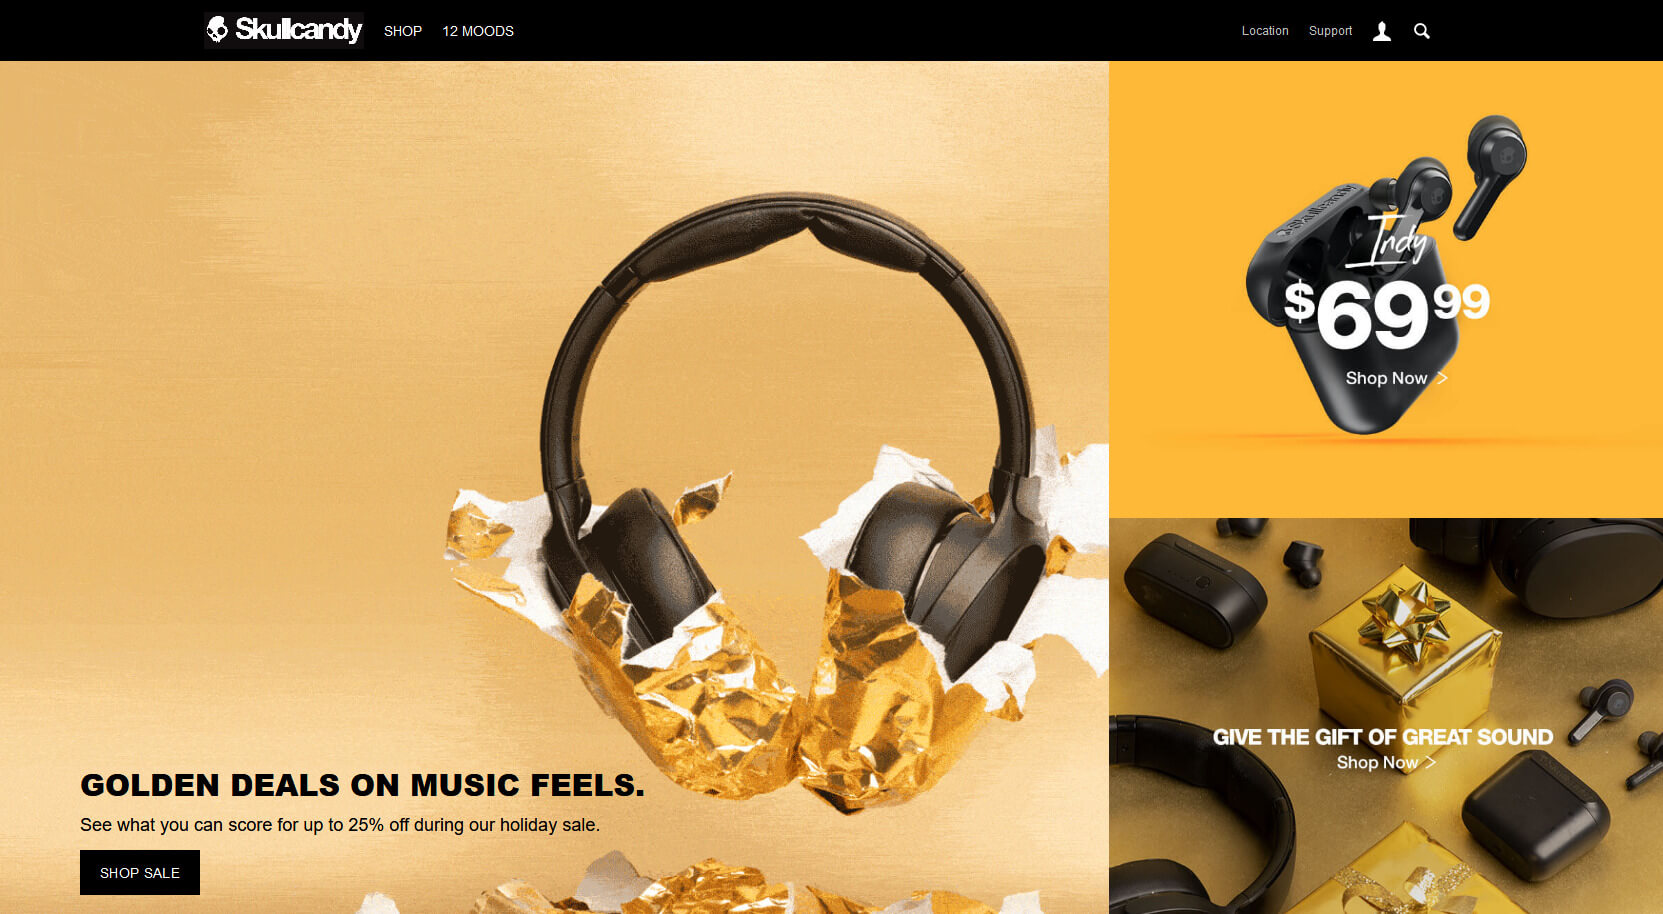 Skullcandy
SHOP
12 MOODS
Location
Support
GOLDEN DEALS ON MUSIC FEELS.
See what you can score for up to 25% off during our holiday sale.
SHOP SALE
Skullcandy
Indy
$69.99
Shop Now >
GIVE THE GIFT OF GREAT SOUND
Shop Now >